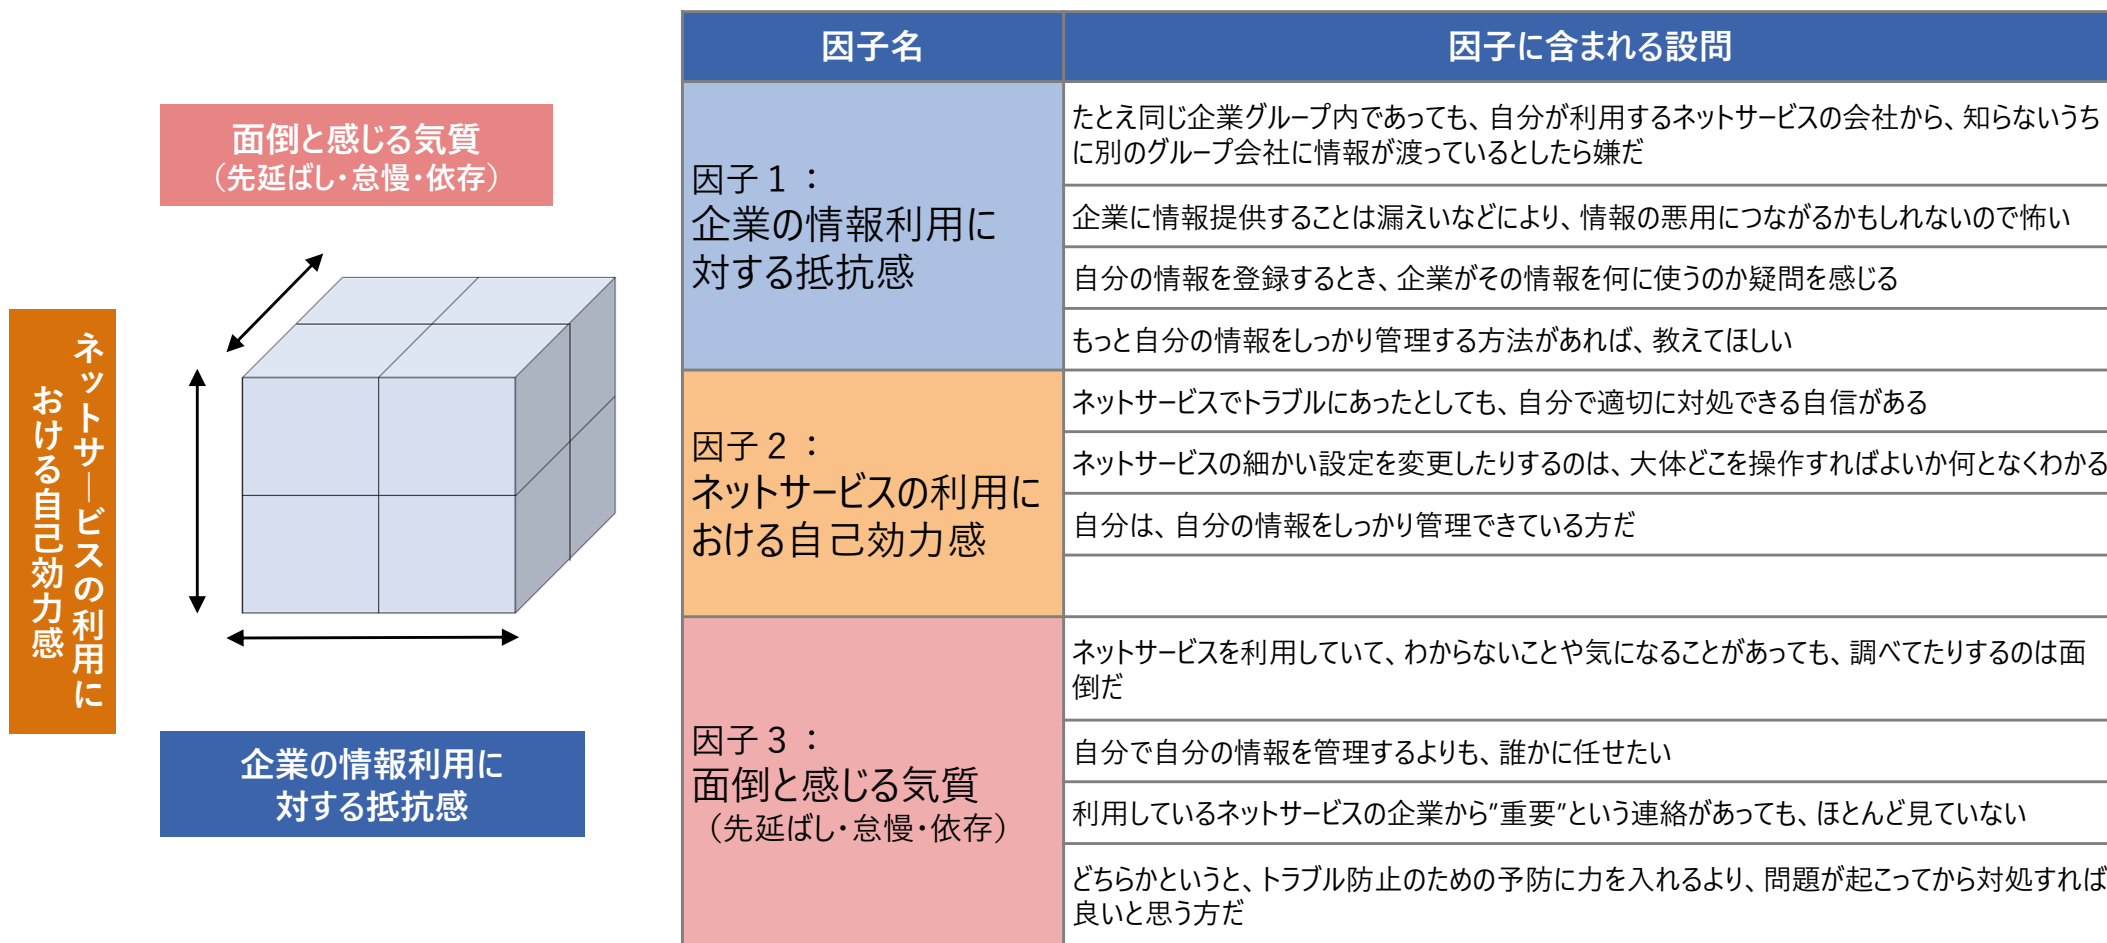 面倒と感じる気質
（先延ばし・怠慢・依存）
ネットサービスの利用に
おける自己効力感
企業の情報利用に
対する抵抗感
因子名
因子に含まれる設問
因子１：
企業の情報利用に
対する抵抗感
たとえ同じ企業グループ内であっても、自分が利用するネットサービスの会社から、知らないうち
に別のグループ会社に情報が渡っているとしたら嫌だ
企業に情報提供することは漏えいなどにより、情報の悪用につながるかもしれないので怖い
自分の情報を登録するとき、企業がその情報を何に使うのか疑問を感じる
もっと自分の情報をしっかり管理する方法があれば、教えてほしい
因子２：
ネットサービスの利用に
おける自己効力感
ネットサービスでトラブルにあったとしても、自分で適切に対処できる自信がある
ネットサービスの細かい設定を変更したりするのは、大体どこを操作すればよいか何となくわかる
自分は、自分の情報をしっかり管理できている方だ
因子３：
面倒と感じる気質
（先延ばし・怠慢・依存）
ネットサービスを利用していて、わからないことや気になることがあっても、調べてたりするのは面
倒だ
自分で自分の情報を管理するよりも、誰かに任せたい
利用しているネットサービスの企業から”重要”という連絡があっても、ほとんど見ていない
どちらかというと、トラブル防止のための予防に力を入れるより、問題が起こってから対処すれば
良いと思う方だ